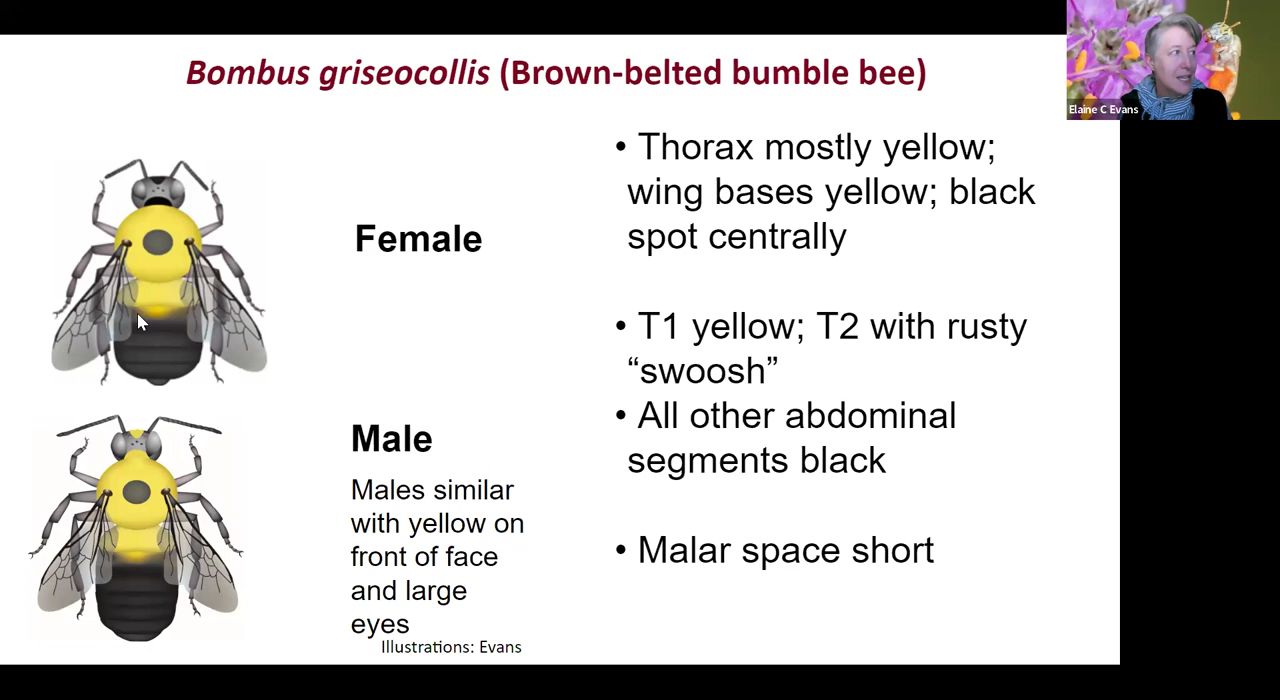 Bombus griseocollis (Brown-belted bumble bee)
Elaine C Evans
Female
• Thorax mostly yellow;
wing bases yellow; black
spot centrally
• T1 yellow; T2 with rusty
“swoosh”
• All other abdominal
segments black
• Malar space short
Male
Males similar
with yellow on
front of face
and large
eyes
Illustrations: Evans